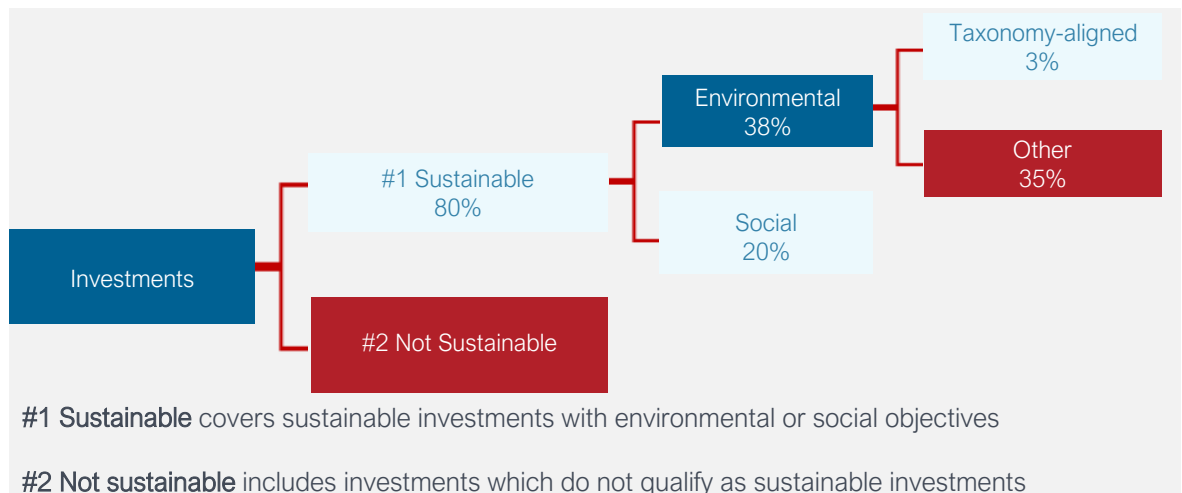 Taxonomy-aligned
3%
Environmental
38%
Other
35%
#1 Sustainable
80%
Social
20%
Investments
#2 Not Sustainable
#1 Sustainable covers sustainable investments with environmental or social objectives
#2 Not sustainable includes investments which do not qualify as sustainable investments